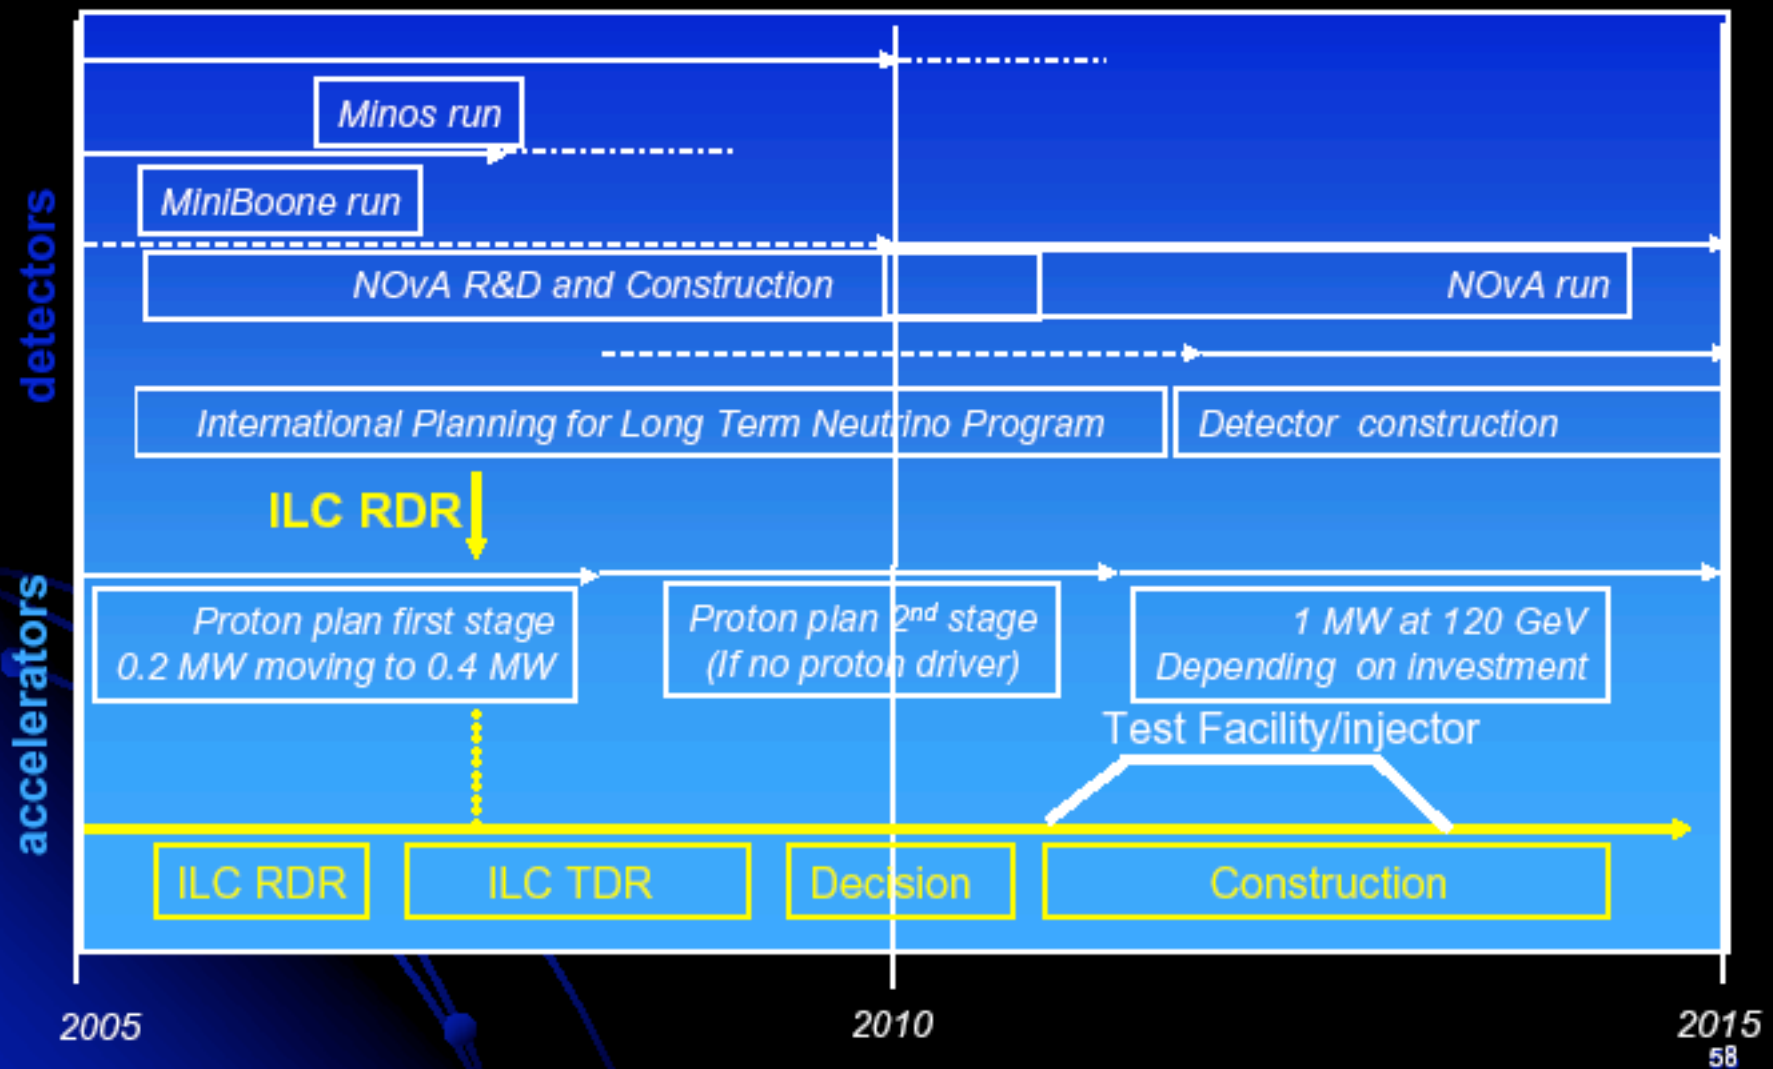 Minos run
MiniBoone run
NOvA R&D and Construction
NOvA run
International Planning for Long Term Neutrino Program
Detector construction
ILC RDR
Proton plan first stage
0.2 MW moving to 0.4 MW
Proton plan 2nd stage
(If no proton driver)
1 MW at 120 GeV
Depending on investment
Test Facility/injector
ILC RDR
ILC TDR
Decision
Construction
detectors
accelerators
2005
2010
2015
58